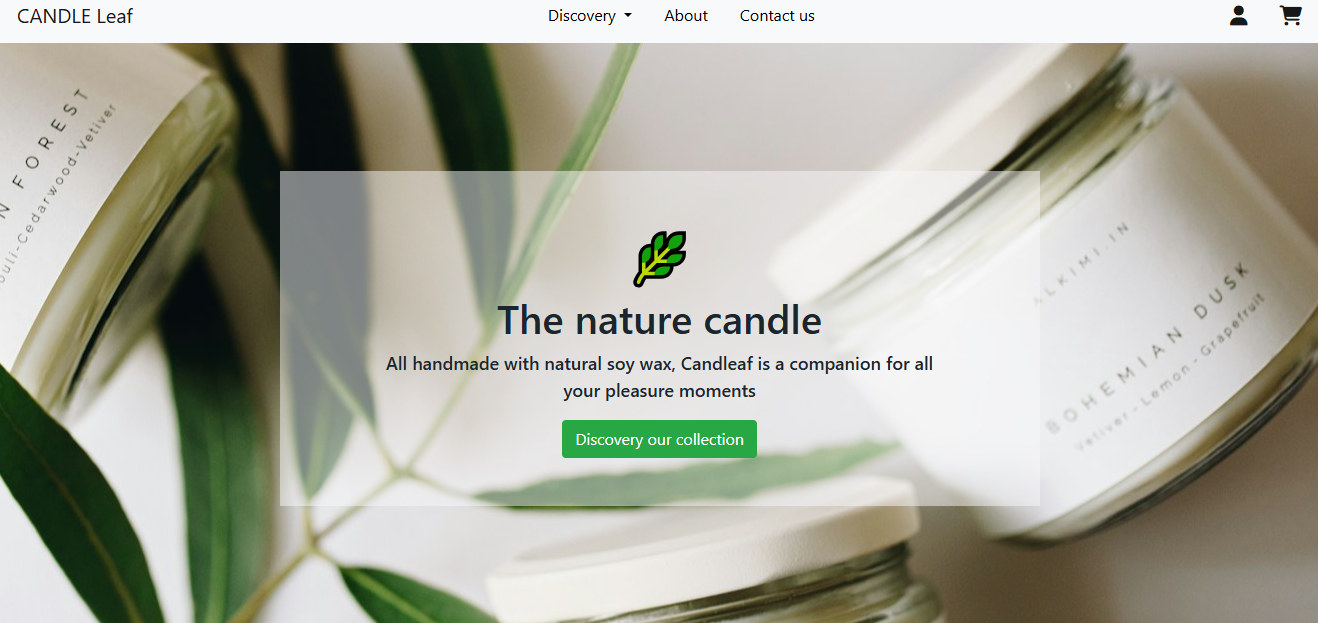 CANDLE Leaf
Discovery
About
Contact us
N FOREST
ouli-Cedarwood-Vetiver
The nature candle
All handmade with natural soy wax, Candleaf is a companion for all
your pleasure moments
Discovery our collection
ALKIMI.IN
BOHEMIAN DUSK
Vetiver - Lemon - Grapefruit